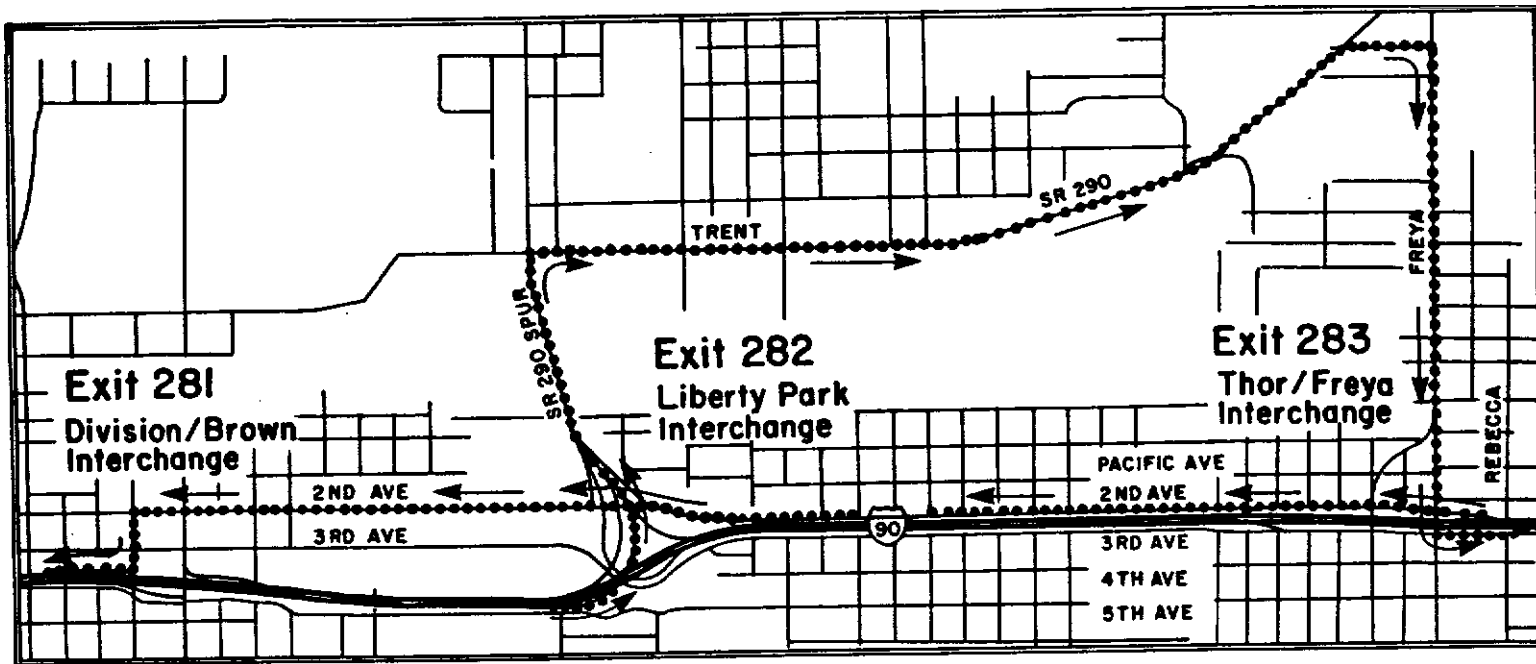 SR 290
TRENT
FREYA
SR 290 SPUR
Exit 282
Liberty Park
Interchange
Exit 283
Thor/Freya
Interchange
Exit 281
Division/Brown
Interchange
REBECCA
PACIFIC AVE
2ND AVE
2ND AVE
3RD AVE
90
3RD AVE
4TH AVE
5TH AVE